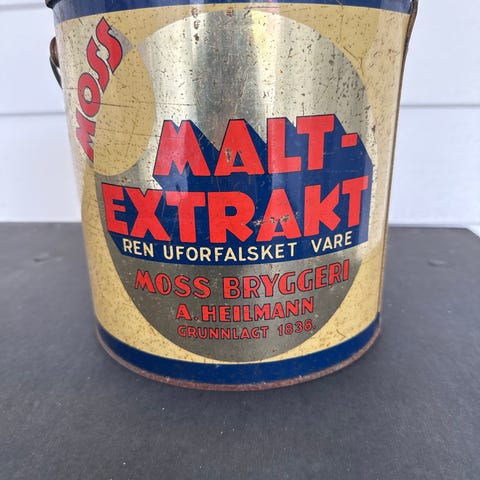 MOSS
MALT-
EXTRAKT
REN UFORFALSKET VARE
MOSS BRYGGERI
A. HEILMANN
GRUNNLAGT 1836.